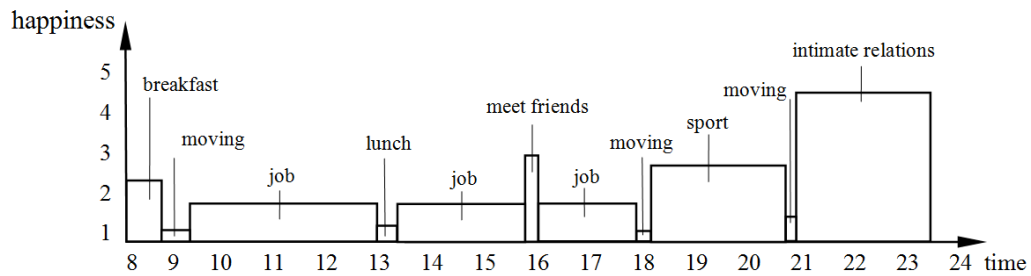 happiness
intimate relations
5
breakfast
moving
4
meet friends
sport
moving
lunch
moving
3
job
job
job
2
1
8 9 10 11 12 13 14 15 16 17 18 19 20 21 22 23 24 time